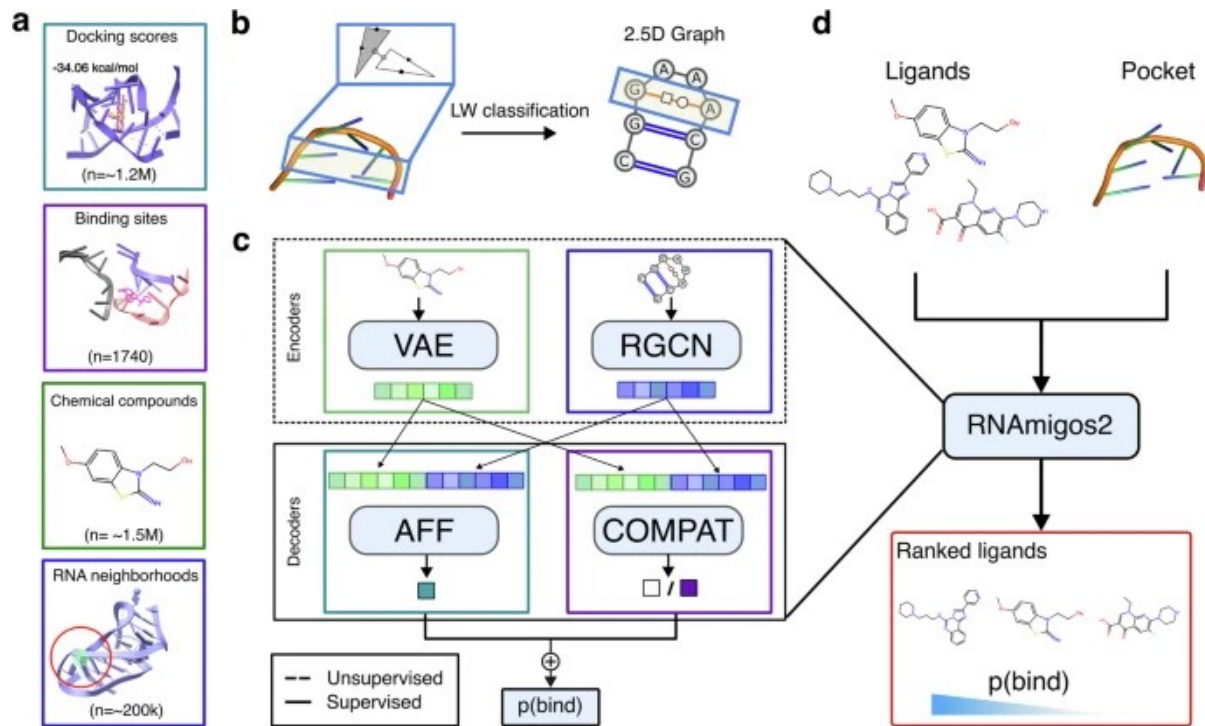 a
Docking scores
-34.06 kcal/mol
(n=~1.2M)
Binding sites
(n=1740)
Chemical compounds
(n= ~1.5M)
RNA neighborhoods
(n=~200k)
b
LW classification
2.5D Graph
A
A
G
A
G
C
C
G
c
Encoders
VAE
RGCN
Decoders
AFF
COMPAT
/
Unsupervised
Supervised
+
p(bind)
d
Ligands
Pocket
RNAmigos2
Ranked ligands
p(bind)